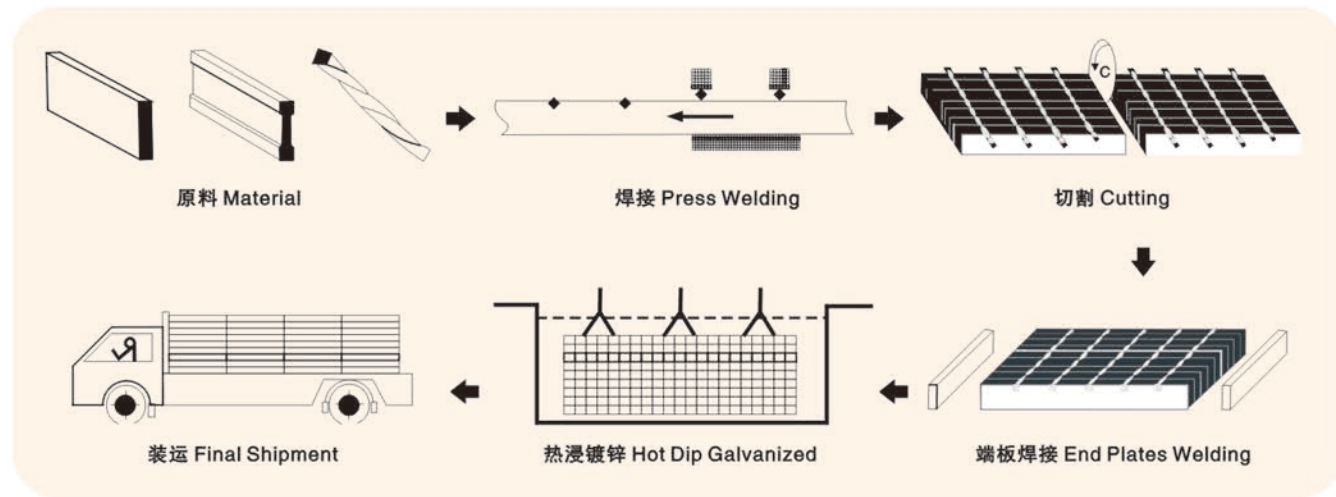 C
原料 Material
焊接 Press Welding
切割 Cutting
装运 Final Shipment
热浸镀锌 Hot Dip Galvanized
端板焊接 End Plates Welding